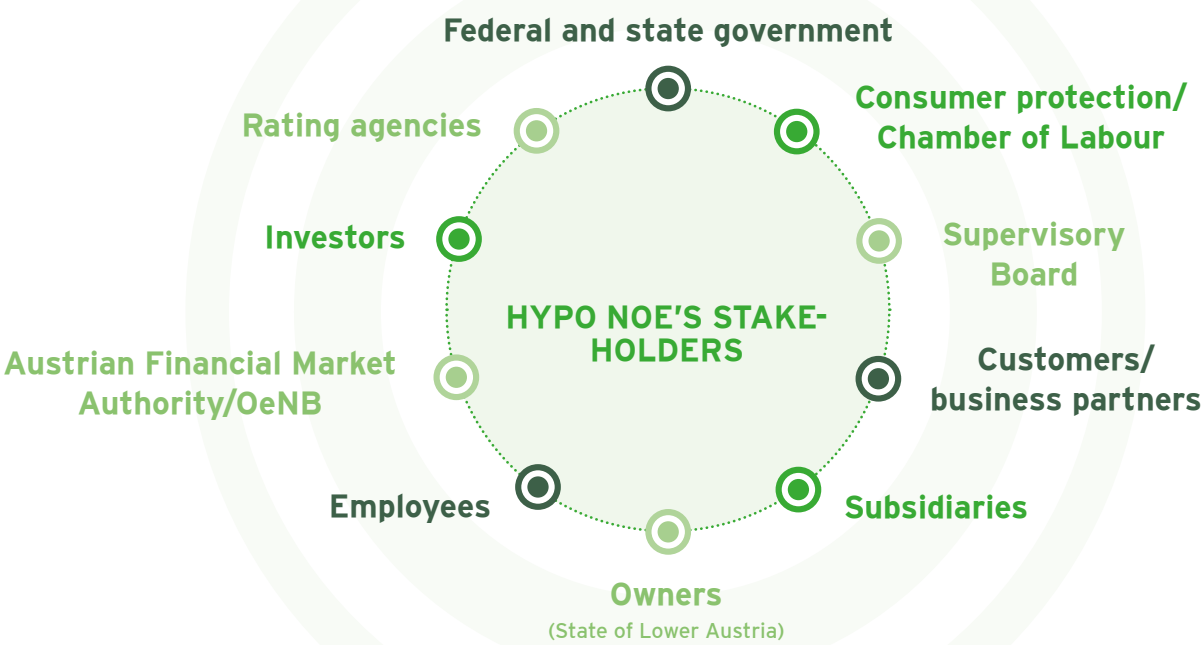 Federal and state government
Consumer protection/
Chamber of Labour
Rating agencies
Supervisory
Board
Investors
HYPO NOE'S STAKE-
HOLDERS
Customers/
business partners
Austrian Financial Market
Authority/OeNB
Employees
Subsidiaries
Owners
(State of Lower Austria)